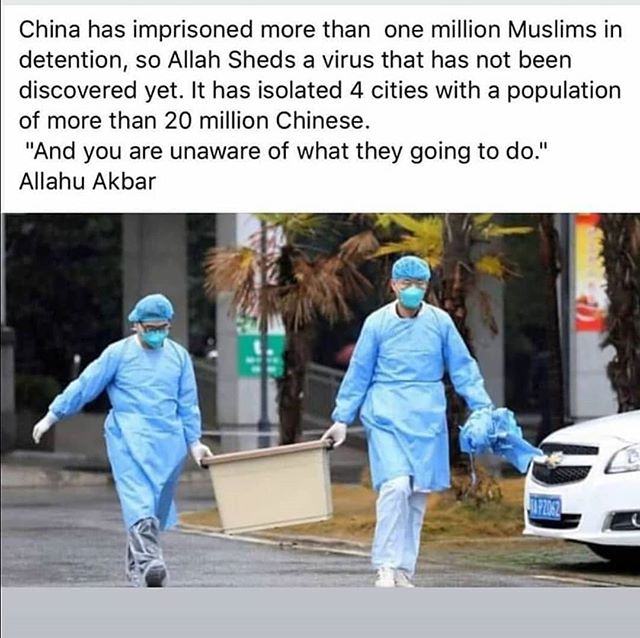 China has imprisoned more than  one million Muslims in
detention, so Allah Sheds a virus that has not been
discovered yet. It has isolated 4 cities with a population
of more than 20 million Chinese.
"And you are unaware of what they going to do."
Allahu Akbar